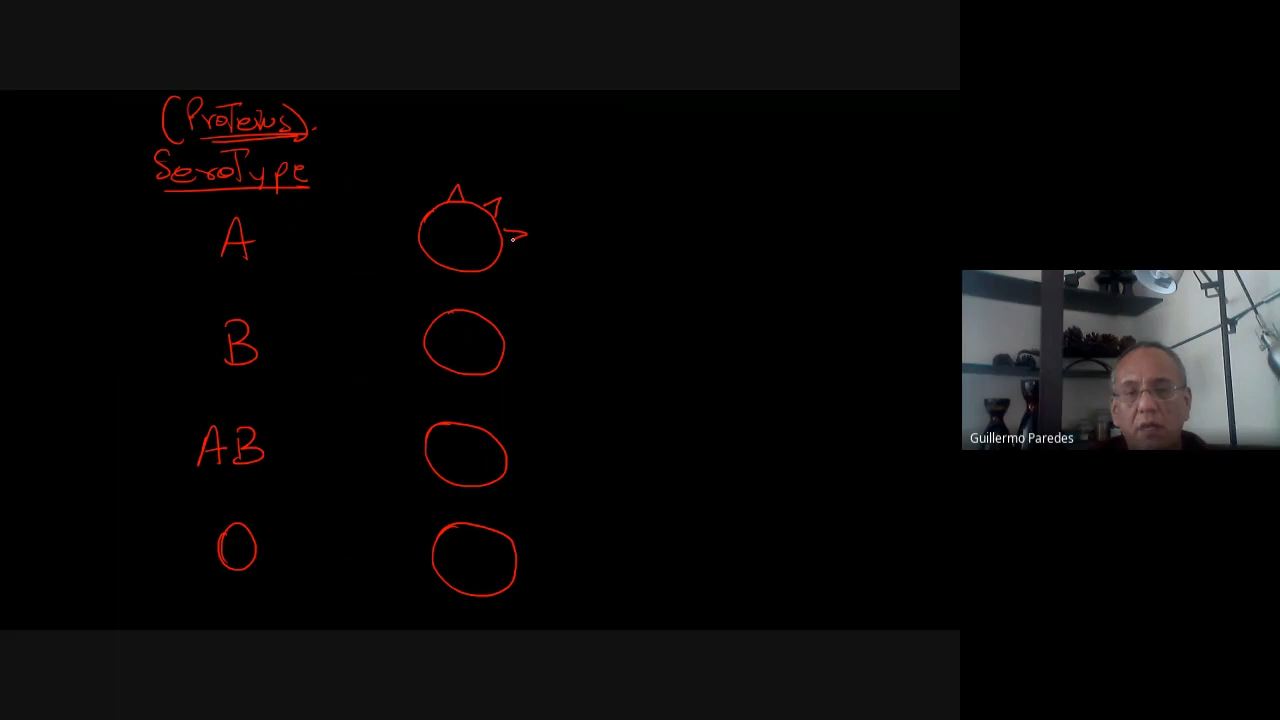 (Proteins).
SeroType
A
B
AB
O
Guillermo Paredes